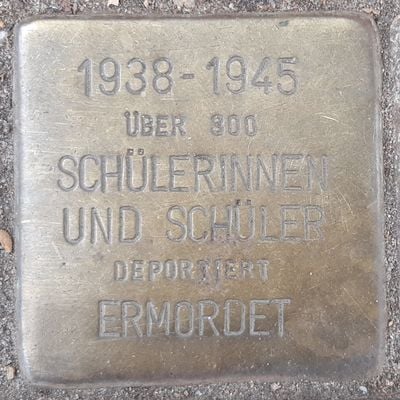 1938-1945
ÜBER 300
SCHÜLERINNEN
UND SCHÜLER
DEPORTIERT
ERMORDET